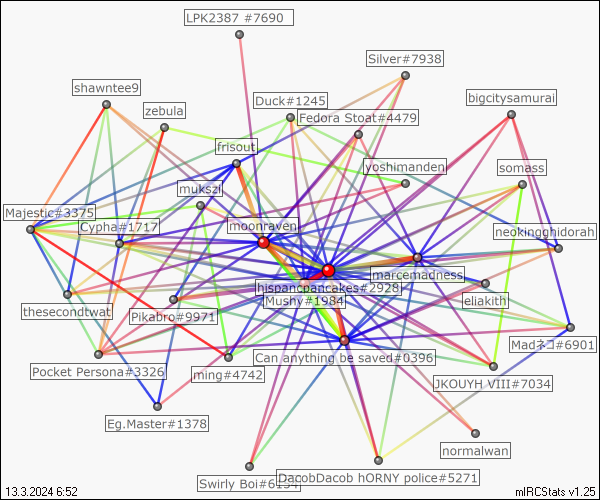 LPK2387 #7690
Silver#7938
shawntee9
bigcitysamurai
Duck#1245
zebula
Fedora Stoat#4479
frisout
yoshimanden
somass
mukszi
Majestic#3375
Cypha#1717
moonraven
neokingghidorah
marcemadness
hispancpancakes#2928
eliakith
Mushy#1984
thesecondtwat
Pikabro#9971
Madネコ#6901
Can anything be saved#0396
Pocket Persona#3326
ming#4742
JKOUYH VIII#7034
Eg.Master#1378
normalwan
DacobDacob hORNY police#5271
Swirly Boi#6154
13.3.2024 6:52
mIRCStats v1.25